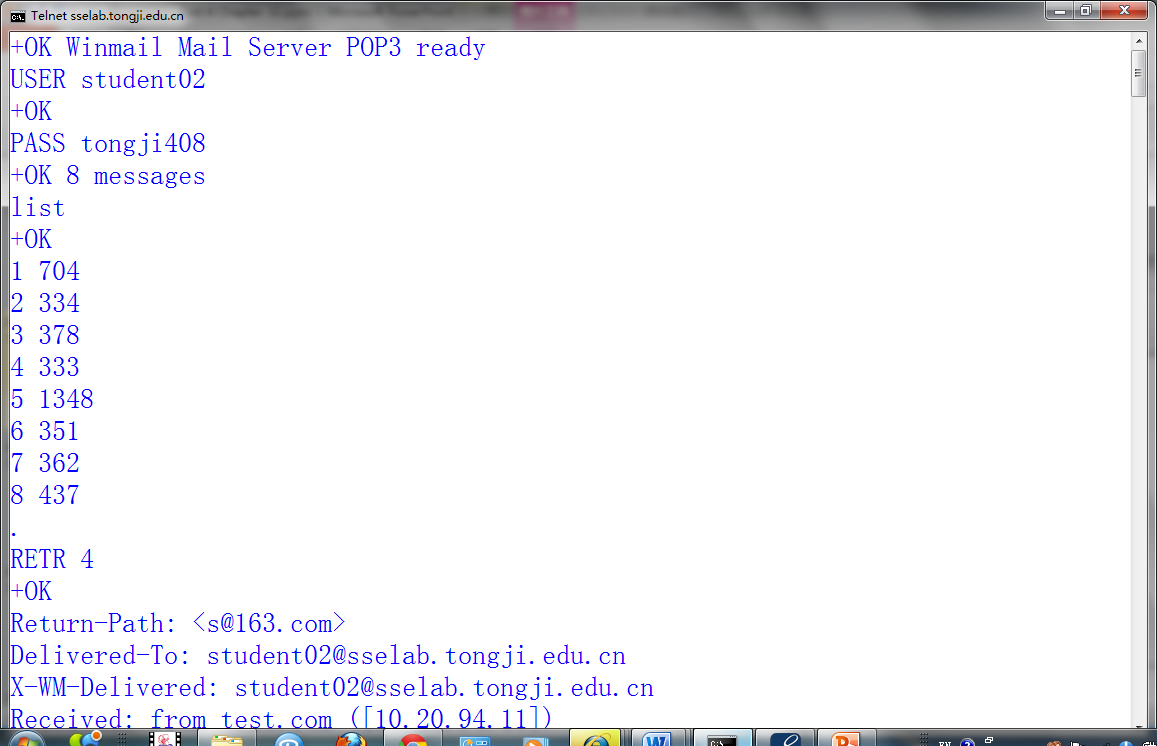 Telnet sselab.tongji.edu.cn
+OK Winmail Mail Server POP3 ready
USER student02
+OK
PASS tongji408
+OK 8 messages
list
+OK
1 704
2 334
3 378
4 333
5 1348
6 351
7 362
8 437
.
RETR 4
+OK
Return-Path: <s@163.com>
Delivered-To: student02@sselab.tongji.edu.cn
X-WM-Delivered: student02@sselab.tongji.edu.cn
Received: from test.com ([10.20.94.11])